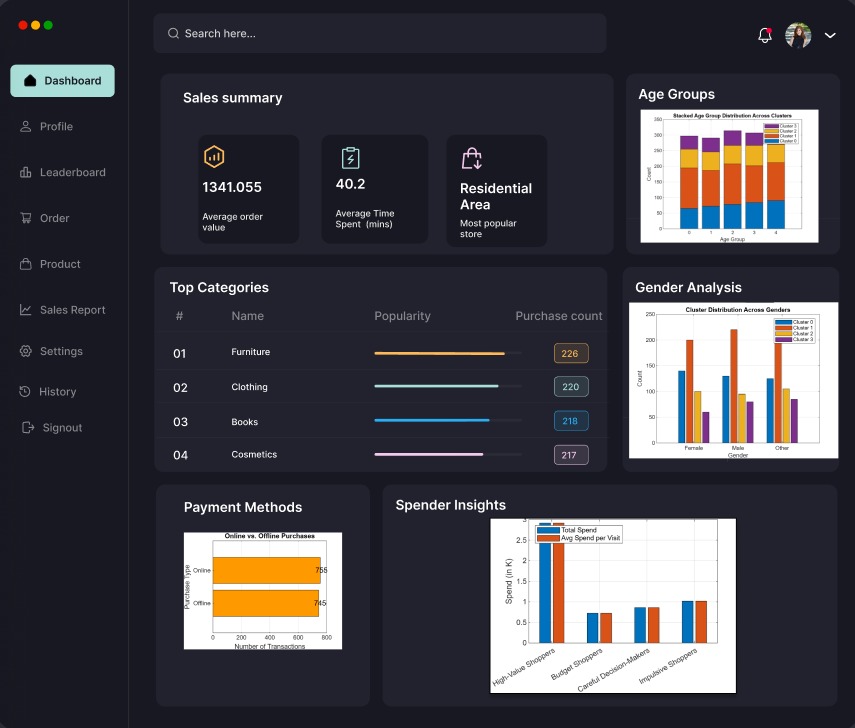 Search here...
Dashboard
Profile
Leaderboard
Order
Product
Sales Report
Settings
History
Signout
Sales summary
1341.055
Average order
value
40.2
Average Time
Spent (mins)
Residential
Area
Most popular
store
Age Groups
Stacked Age Group Distribution Across Clusters
Cluster 3
Cluster 2
Cluster 1
Cluster 0
350
300
250
200
150
100
50
0
Count
0 1 2 3 4
Age Group
Top Categories
# Name Popularity Purchase count
01 Furniture 226
02 Clothing 220
03 Books 218
04 Cosmetics 217
Gender Analysis
Cluster Distribution Across Genders
Cluster 0
Cluster 1
Cluster 2
Cluster 3
250
200
150
100
50
0
Count
Female Male Other
Gender
Payment Methods
Online vs. Offline Purchases
Purchase Type
Online 755
Offline 745
0 200 400 600 800
Number of Transactions
Spender Insights
Total Spend
Avg Spend per Visit
3
2.5
2
1.5
1
0.5
0
Spend (in K)
High-Value Shoppers
Budget Shoppers
Careful Decision-Makers
Impulsive Shoppers